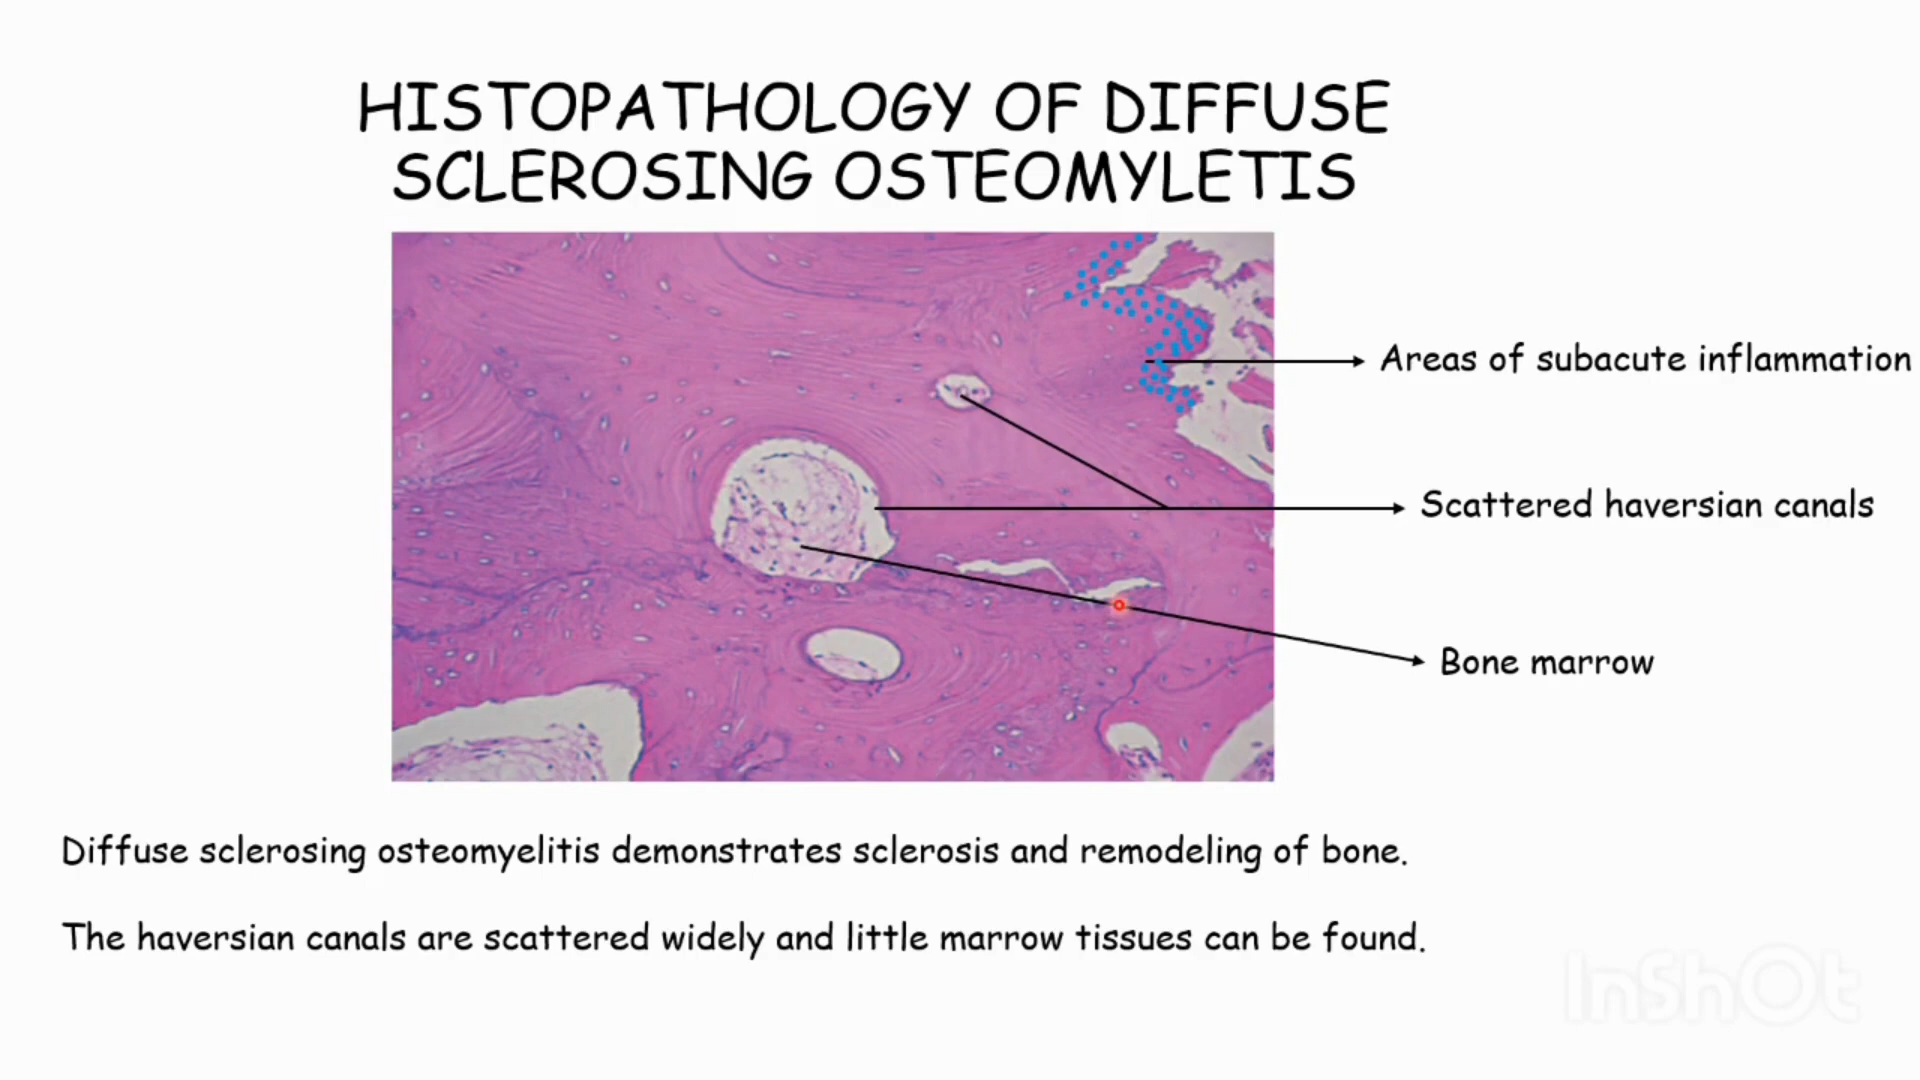 HISTOPATHOLOGY OF DIFFUSE
SCLEROSING OSTEOMYLETIS
Areas of subacute inflammation
Scattered haversian canals
Bone marrow
Diffuse sclerosing osteomyelitis demonstrates sclerosis and remodeling of bone.
The haversian canals are scattered widely and little marrow tissues can be found.
InShOt